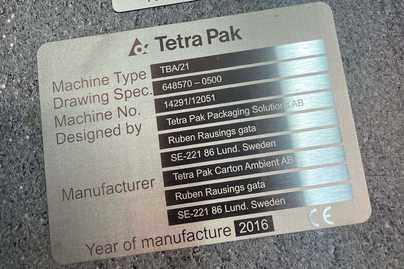 Tetra Pak
Machine Type TBA/21
Drawing Spec. 648570 – 0500
Machine No. 14291/12051
Designed by Tetra Pak Packaging Solutions AB
Ruben Rausings gata
SE-221 86 Lund. Sweden
Manufacturer Tetra Pak Carton Ambient AB
Ruben Rausings gata
SE-221 86 Lund. Sweden
Year of manufacture 2016 CE